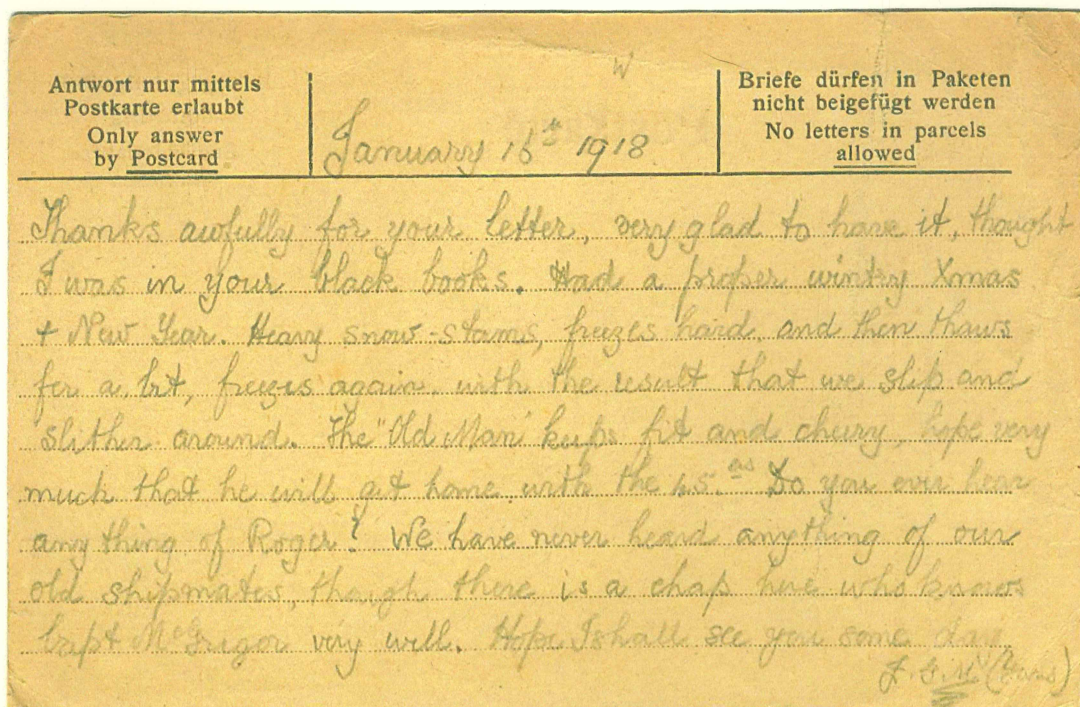 Antwort nur mittels
Postkarte erlaubt
Only answer
by Postcard
W
January 16th 1918
Briefe dürfen in Paketen
nicht beigefügt werden
No letters in parcels
allowed
Thanks awfully for your letter, very glad to have it, thought
I was in your black books. Had a proper wintry Xmas
+ New Year. Heavy snow-stoms, freezes hard, and then thaws
for a bit, freezes again, with the result that we slip and
slither around. The "Old Man" keeps fit and cheery, hope very
much that he will get home with the 45.ers Do you ever hear
anything of Roger? We have never heard anything of our
old shipmates, though there is a chap here who knows
Capt McGrigor very well. Hope I shall see you some day